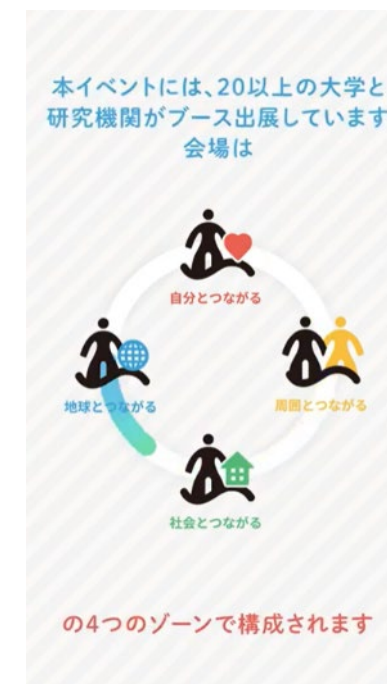 本イベントには、20以上の大学と
研究機関がブース出展しています
会場は
自分とつながる
地球とつながる
周囲とつながる
社会とつながる
の4つのゾーンで構成されます